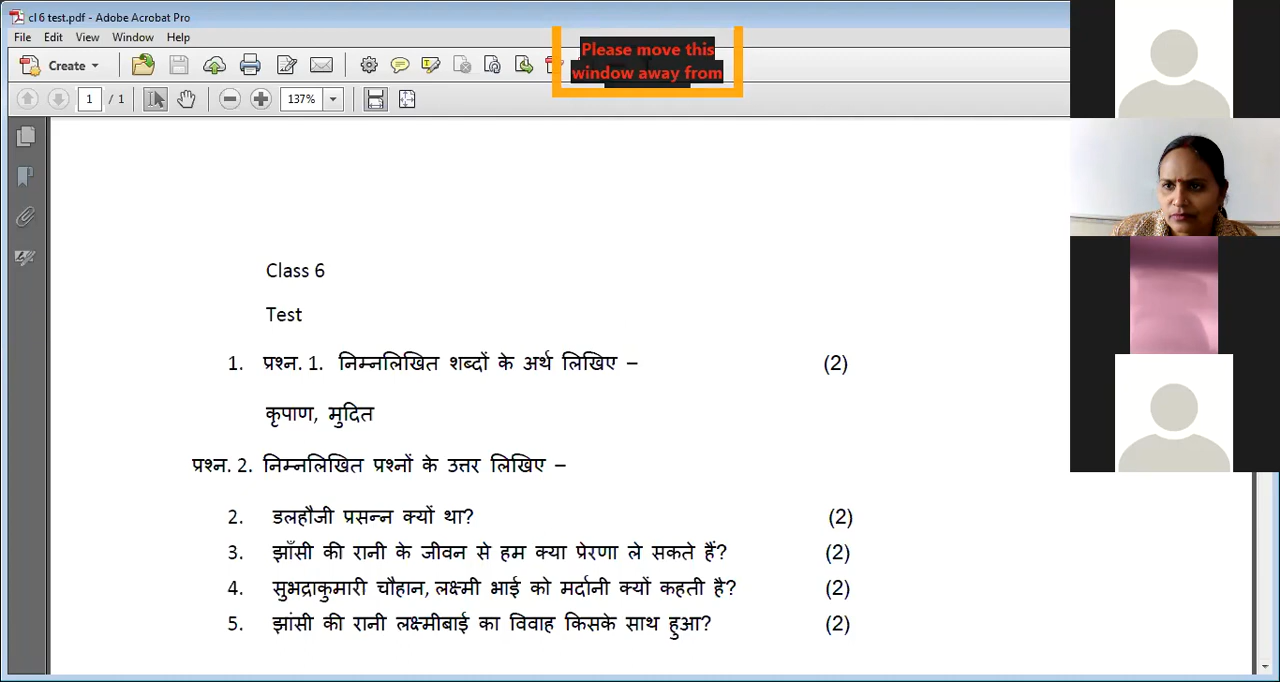 cl 6 test.pdf - Adobe Acrobat Pro
File Edit View Window Help
Create
Please move this
window away from
1 / 1
137%
Class 6
Test
1. प्रश्न. 1. निम्नलिखित शब्दों के अर्थ लिखिए – (2)
कृपाण, मुदित
प्रश्न. 2. निम्नलिखित प्रश्नों के उत्तर लिखिए –
2. डलहौजी प्रसन्न क्यों था? (2)
3. झाँसी की रानी के जीवन से हम क्या प्रेरणा ले सकते हैं? (2)
4. सुभद्राकुमारी चौहान, लक्ष्मी भाई को मर्दानी क्यों कहती है? (2)
5. झांसी की रानी लक्ष्मीबाई का विवाह किसके साथ हुआ? (2)